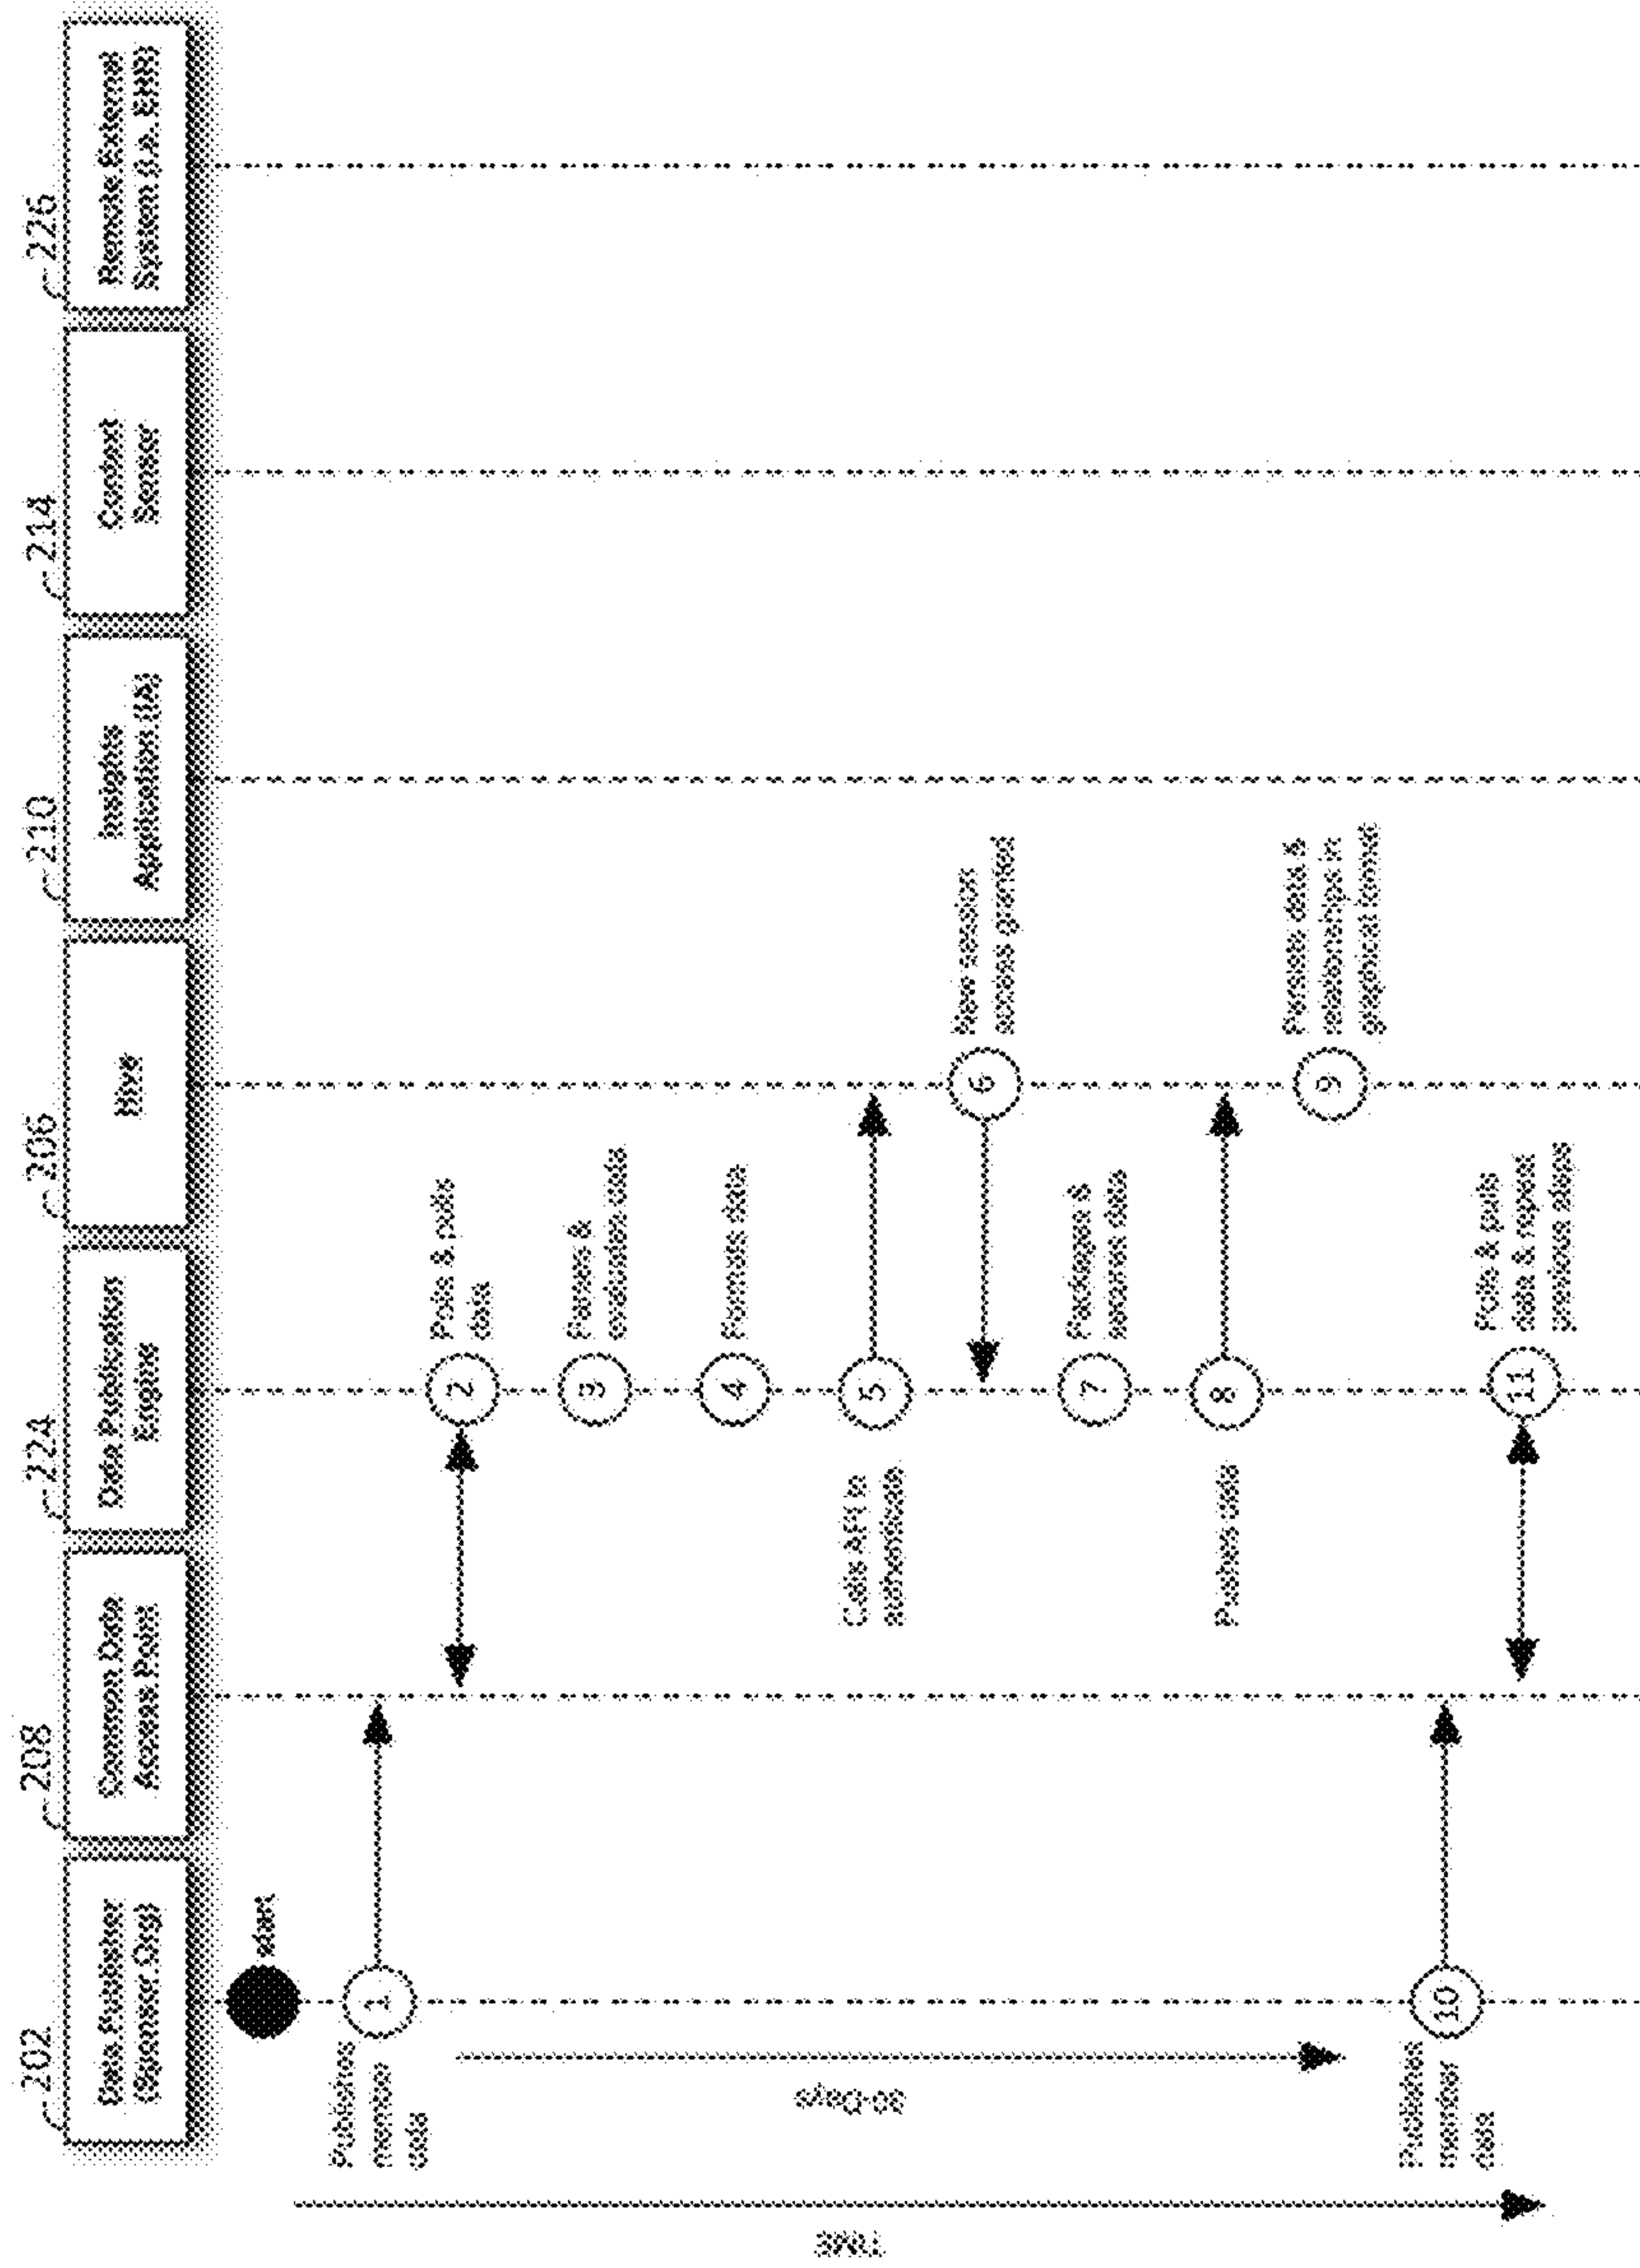 202
Data Publisher
(Sponsor Org)
208
Common Data
Access Point
224
Data Publication
Engine
206
Hive
210
Insights
Application (IA)
214
Context
Sensor
226
Remote External
System (I.A. EHR)
start
1
Publishes
member
data
2
Polls & pulls
data
3
Parses &
validates data
4
Formats data
5
Calls API to
authenticate
6
New session
access granted
7
Packages &
secures data
8
Pushes data
9
Persists data &
relationships in
graphical format
10
Publishes
member
data
11
Polls & pulls
data & repeat
previous steps
30-Days
TIME